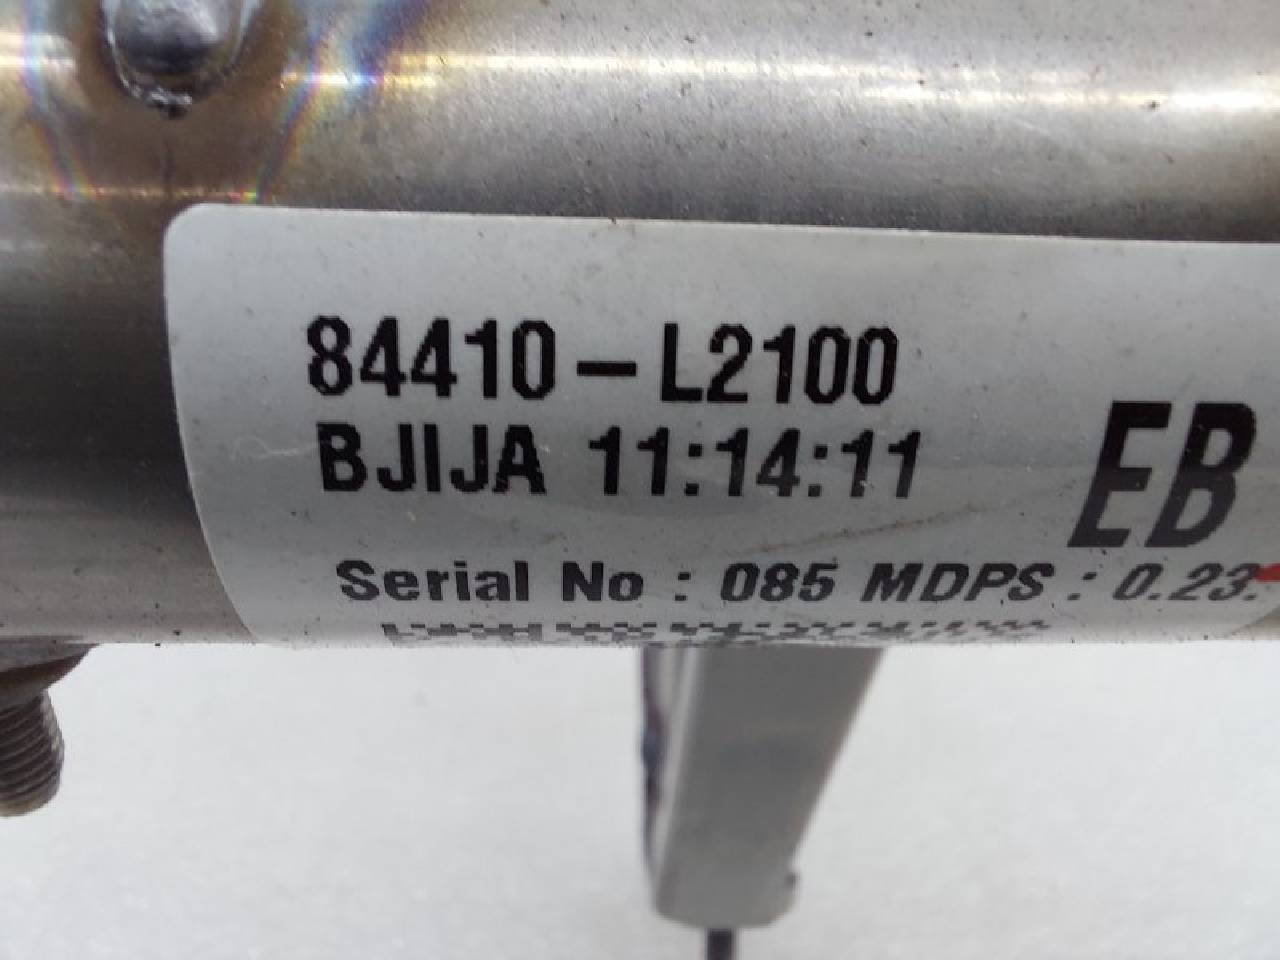 84410-L2100
BJIJA 11:14:11
EB
Serial No : 085 MDPS : 0.23.